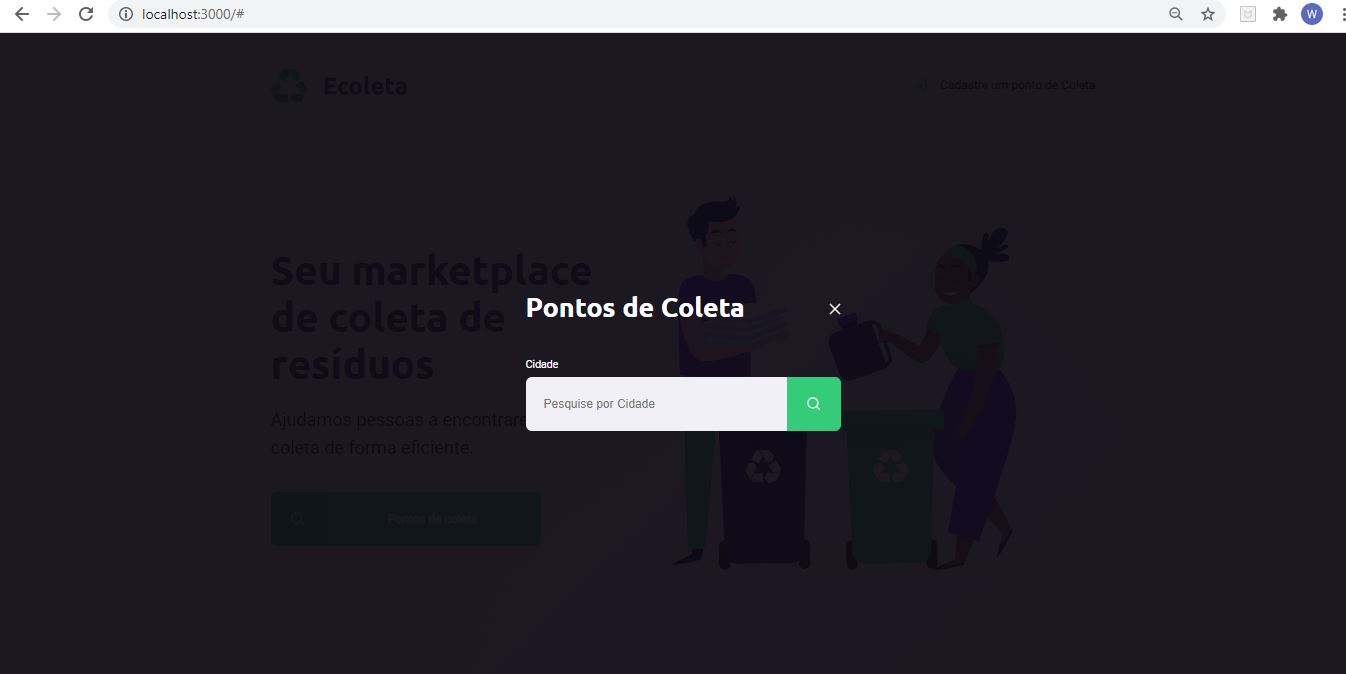 localhost:3000/#
W
Ecoleta
Cadastre um ponto de Coleta
Seu marketplace
de coleta de
resíduos
Ajudamos pessoas a encontrare
coleta de forma eficiente.
Pontos de coleta
Pontos de Coleta
Cidade
Pesquise por Cidade